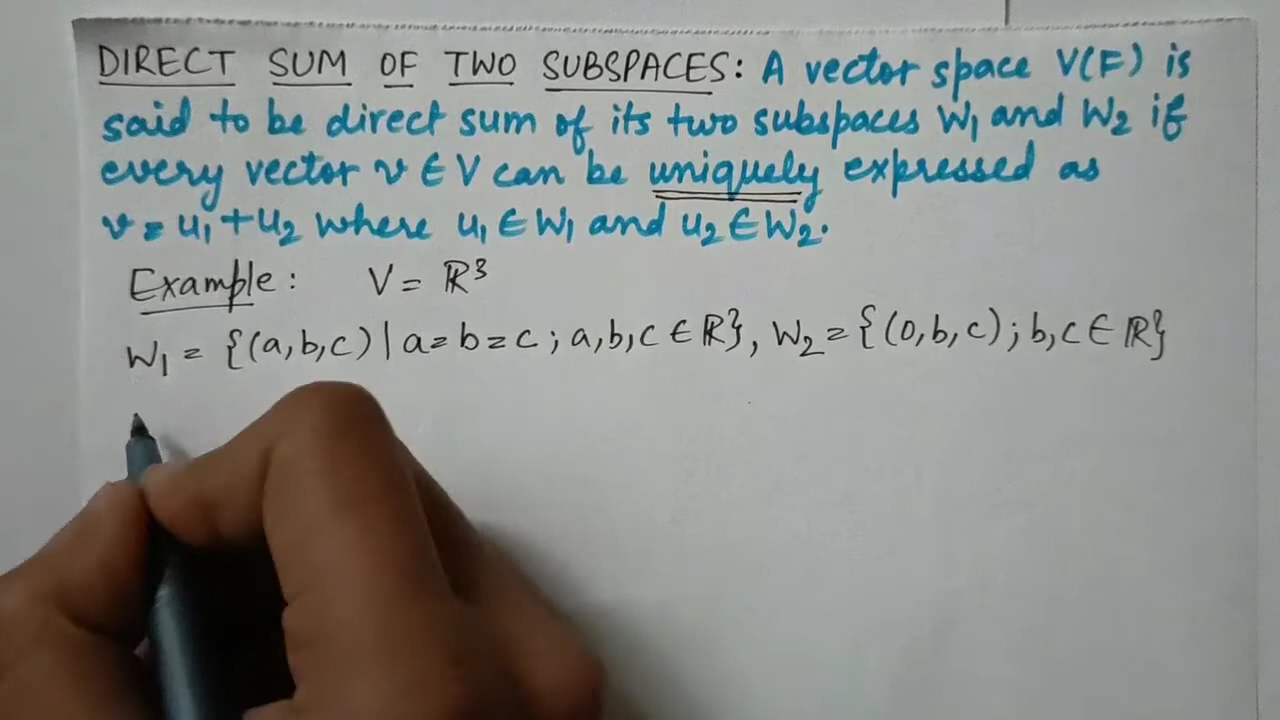 DIRECT SUM OF TWO SUBSPACES: A vector space V(F) is
said to be direct sum of its two subspaces W₁ and W₂ if
every vector v ∈ V can be uniquely expressed as
v = u₁ + u₂ where u₁ ∈ W₁ and u₂ ∈ W₂.
Example: V = ℝ³
W₁ = {(a,b,c) | a=b=c ; a,b,c ∈ ℝ}, W₂ = {(0,b,c) ; b,c ∈ ℝ}